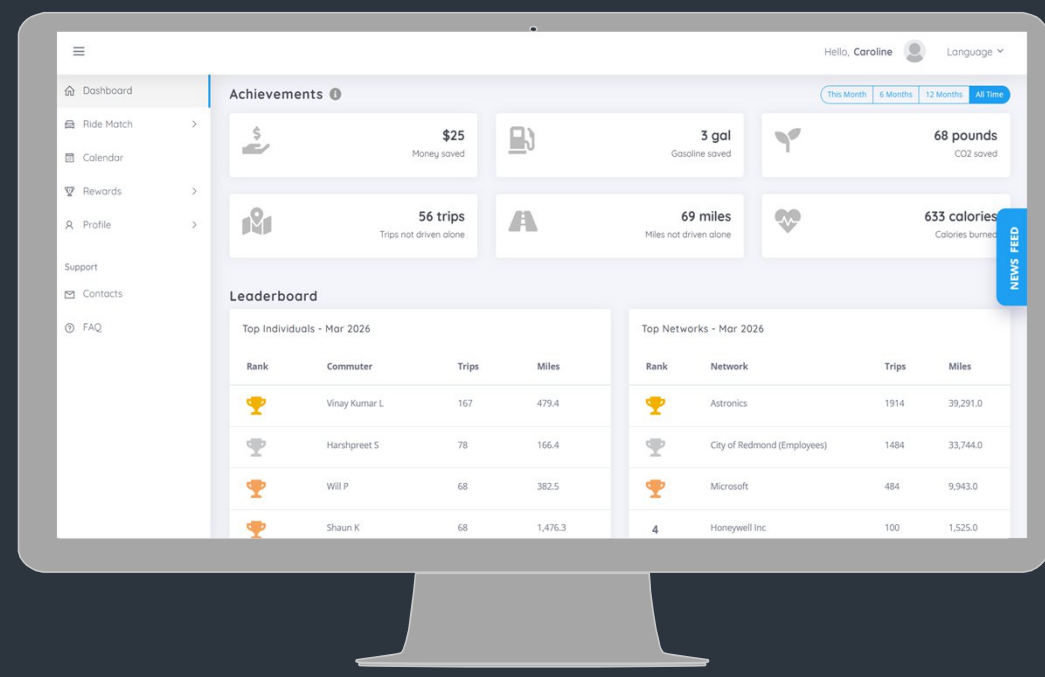 Hello, Caroline
Language
Dashboard
Ride Match
Calendar
Rewards
Profile
Support
Contacts
FAQ
Achievements
This Month 6 Months 12 Months All Time
$25
Money saved
3 gal
Gasoline saved
68 pounds
CO2 saved
56 trips
Trips not driven alone
69 miles
Miles not driven alone
633 calories
Calories burned
NEWS FEED
Leaderboard
Top Individuals - Mar 2026
Rank Commuter Trips Miles
Vinay Kumar L 167 479.4
Harshpreet S 78 166.4
Will P 68 382.5
Shaun K 68 1,476.3
Top Networks - Mar 2026
Rank Network Trips Miles
Astronics 1914 39,291.0
City of Redmond (Employees) 1484 33,744.0
Microsoft 484 9,943.0
4 Honeywell Inc 100 1,525.0